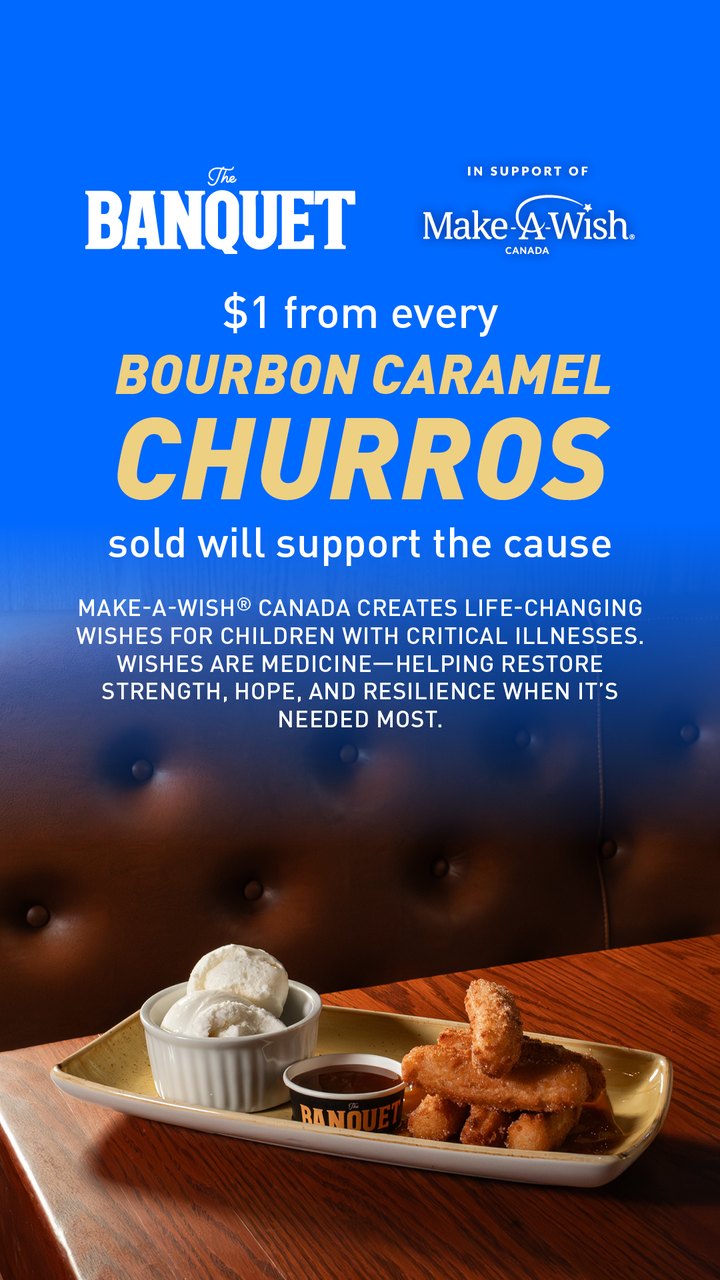 The
BANQUET
IN SUPPORT OF
Make-A-Wish®
CANADA
$1 from every
BOURBON CARAMEL
CHURROS
sold will support the cause
MAKE-A-WISH® CANADA CREATES LIFE-CHANGING
WISHES FOR CHILDREN WITH CRITICAL ILLNESSES.
WISHES ARE MEDICINE—HELPING RESTORE
STRENGTH, HOPE, AND RESILIENCE WHEN IT’S
NEEDED MOST.
The
BANQUET